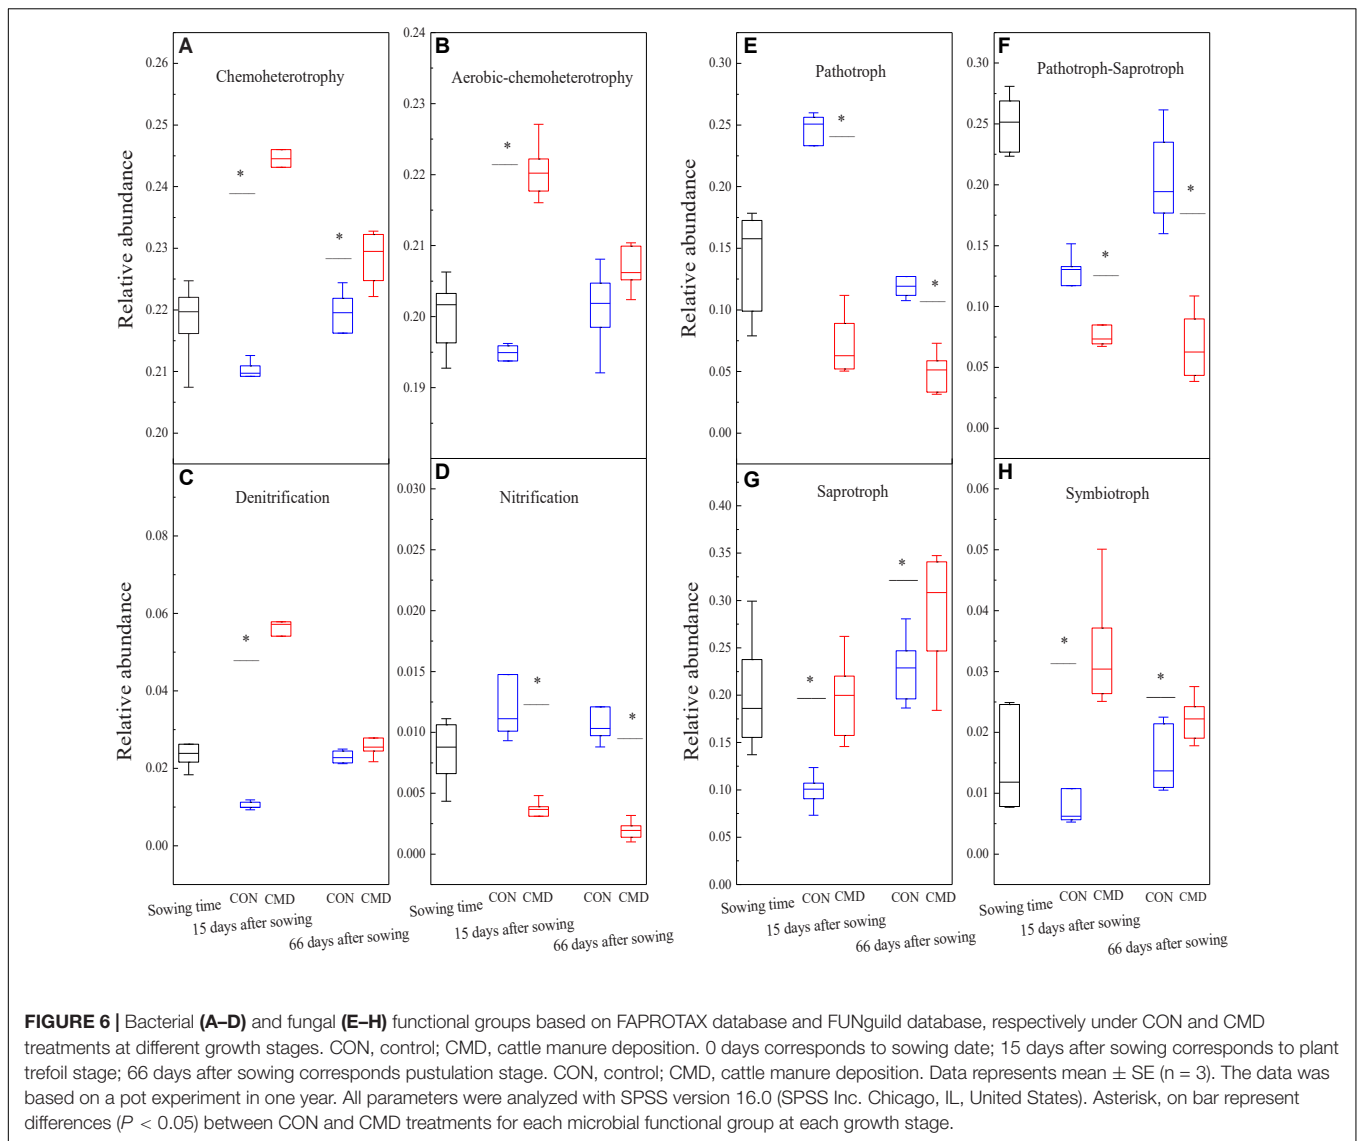 A
Chemoheterotrophy
Relative abundance
0.26
0.25
0.24
0.23
0.22
0.21
0.20
*
*
B
Aerobic-chemoheterotrophy
0.24
0.23
0.22
0.21
0.20
0.19
*
E
Pathotroph
Relative abundance
0.30
0.25
0.20
0.15
0.10
0.05
0.00
*
*
F
Pathotroph-Saprotroph
0.30
0.25
0.20
0.15
0.10
0.05
0.00
*
*
C
Denitrification
Relative abundance
0.08
0.06
0.04
0.02
0.00
*
Sowing time
CON CMD
15 days after sowing
CON CMD
66 days after sowing
D
Nitrification
0.030
0.025
0.020
0.015
0.010
0.005
0.000
*
*
Sowing time
CON CMD
15 days after sowing
CON CMD
66 days after sowing
G
Saprotroph
Relative abundance
0.40
0.35
0.30
0.25
0.20
0.15
0.10
0.05
0.00
*
*
Sowing time
CON CMD
15 days after sowing
CON CMD
66 days after sowing
H
Symbiotroph
0.06
0.05
0.04
0.03
0.02
0.01
0.00
*
*
Sowing time
CON CMD
15 days after sowing
CON CMD
66 days after sowing
FIGURE 6 | Bacterial (A–D) and fungal (E–H) functional groups based on FAPROTAX database and FUNguild database, respectively under CON and CMD
treatments at different growth stages. CON, control; CMD, cattle manure deposition. 0 days corresponds to sowing date; 15 days after sowing corresponds to plant
trefoil stage; 66 days after sowing corresponds pustulation stage. CON, control; CMD, cattle manure deposition. Data represents mean ± SE (n = 3). The data was
based on a pot experiment in one year. All parameters were analyzed with SPSS version 16.0 (SPSS Inc. Chicago, IL, United States). Asterisk, on bar represent
differences (P < 0.05) between CON and CMD treatments for each microbial functional group at each growth stage.